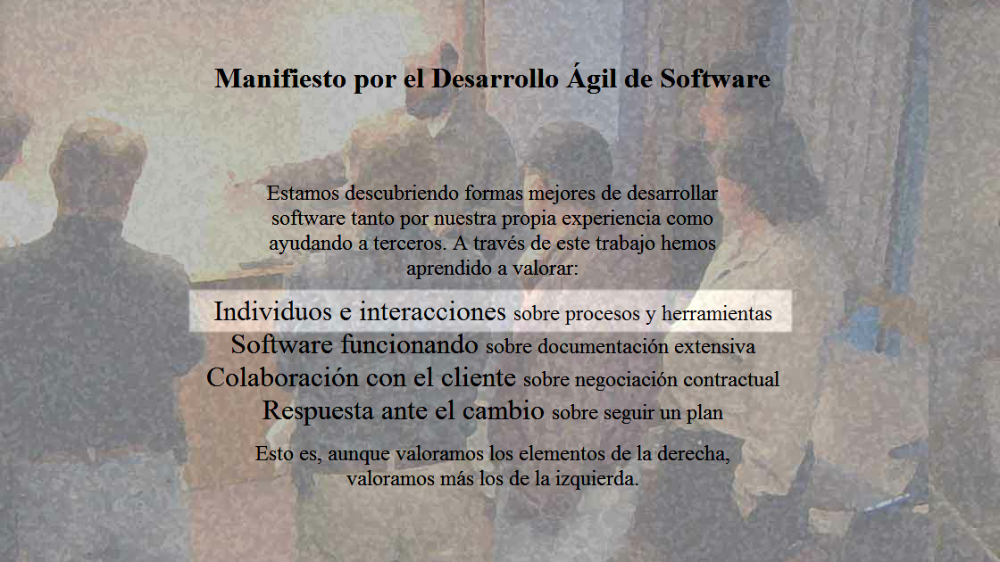 Manifiesto por el Desarrollo Ágil de Software
Estamos descubriendo formas mejores de desarrollar
software tanto por nuestra propia experiencia como
ayudando a terceros. A través de este trabajo hemos
aprendido a valorar:
Individuos e interacciones sobre procesos y herramientas
Software funcionando sobre documentación extensiva
Colaboración con el cliente sobre negociación contractual
Respuesta ante el cambio sobre seguir un plan
Esto es, aunque valoramos los elementos de la derecha,
valoramos más los de la izquierda.